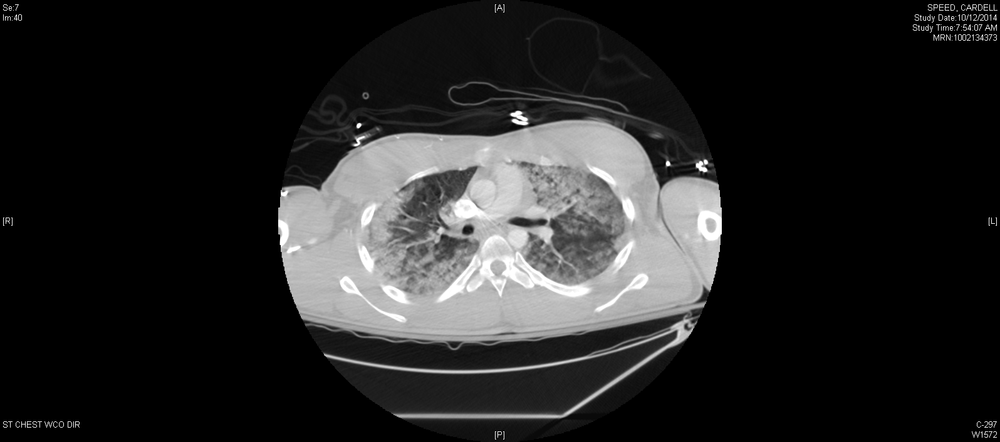 Se:7
Im:40
[A]
SPEED, CARDELL
Study Date:10/12/2014
Study Time:7:54:07 AM
MRN:1002134373
[R]
[L]
ST CHEST WCO DIR
[P]
C-297
W1572